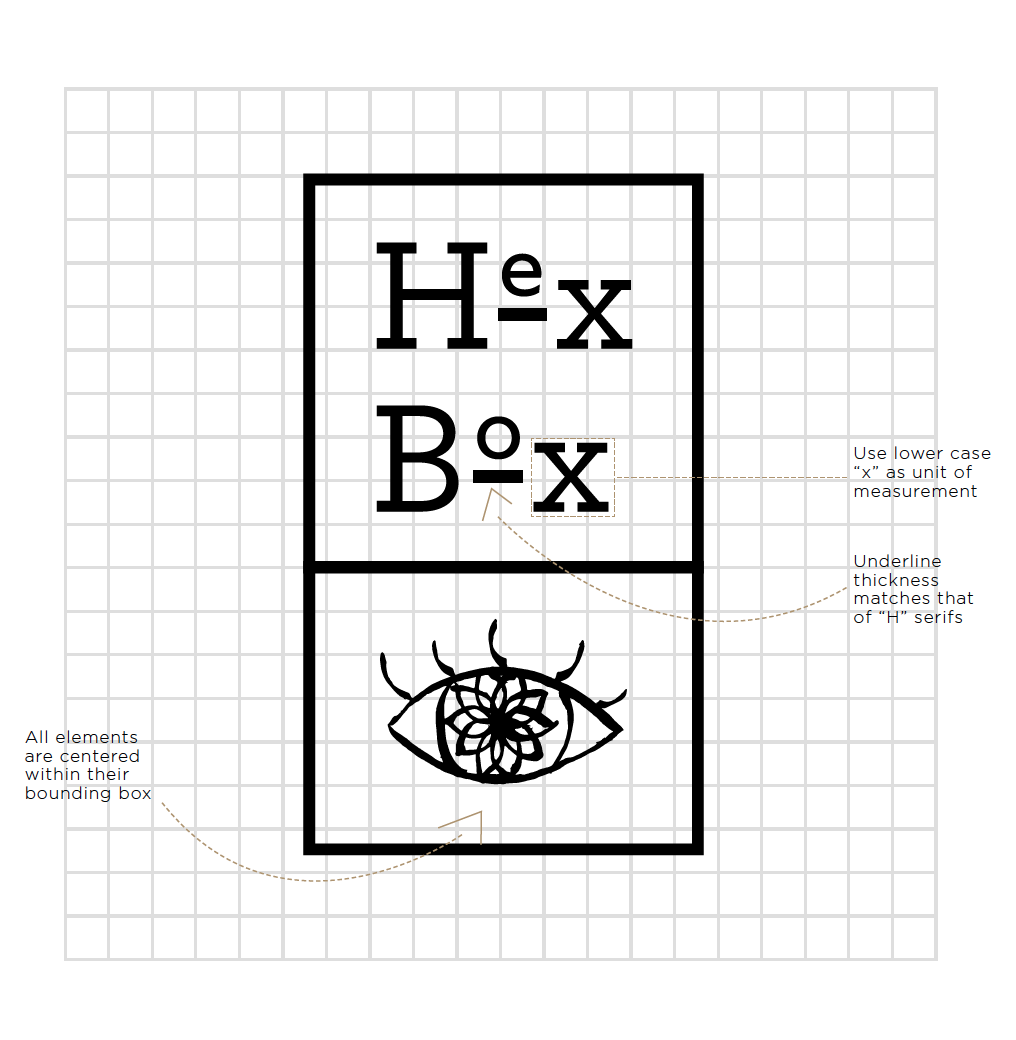 Hex
Box
Use lower case
“x” as unit of
measurement
Underline
thickness
matches that
of “H” serifs
All elements
are centered
within their
bounding box